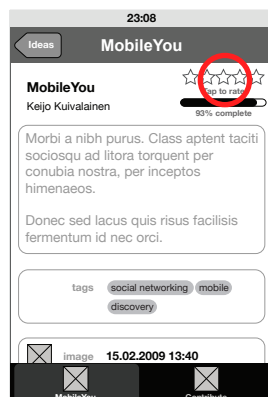 23:08
Ideas MobileYou
MobileYou
Tap to rate
Keijo Kuivalainen
93% complete
Morbi a nibh purus. Class aptent taciti
sociosqu ad litora torquent per
conubia nostra, per inceptos
himenaeos.
Donec sed lacus quis risus facilisis
fermentum id nec orci.
tags social networking mobile
discovery
image 15.02.2009 13:40
MobileYou Contribute